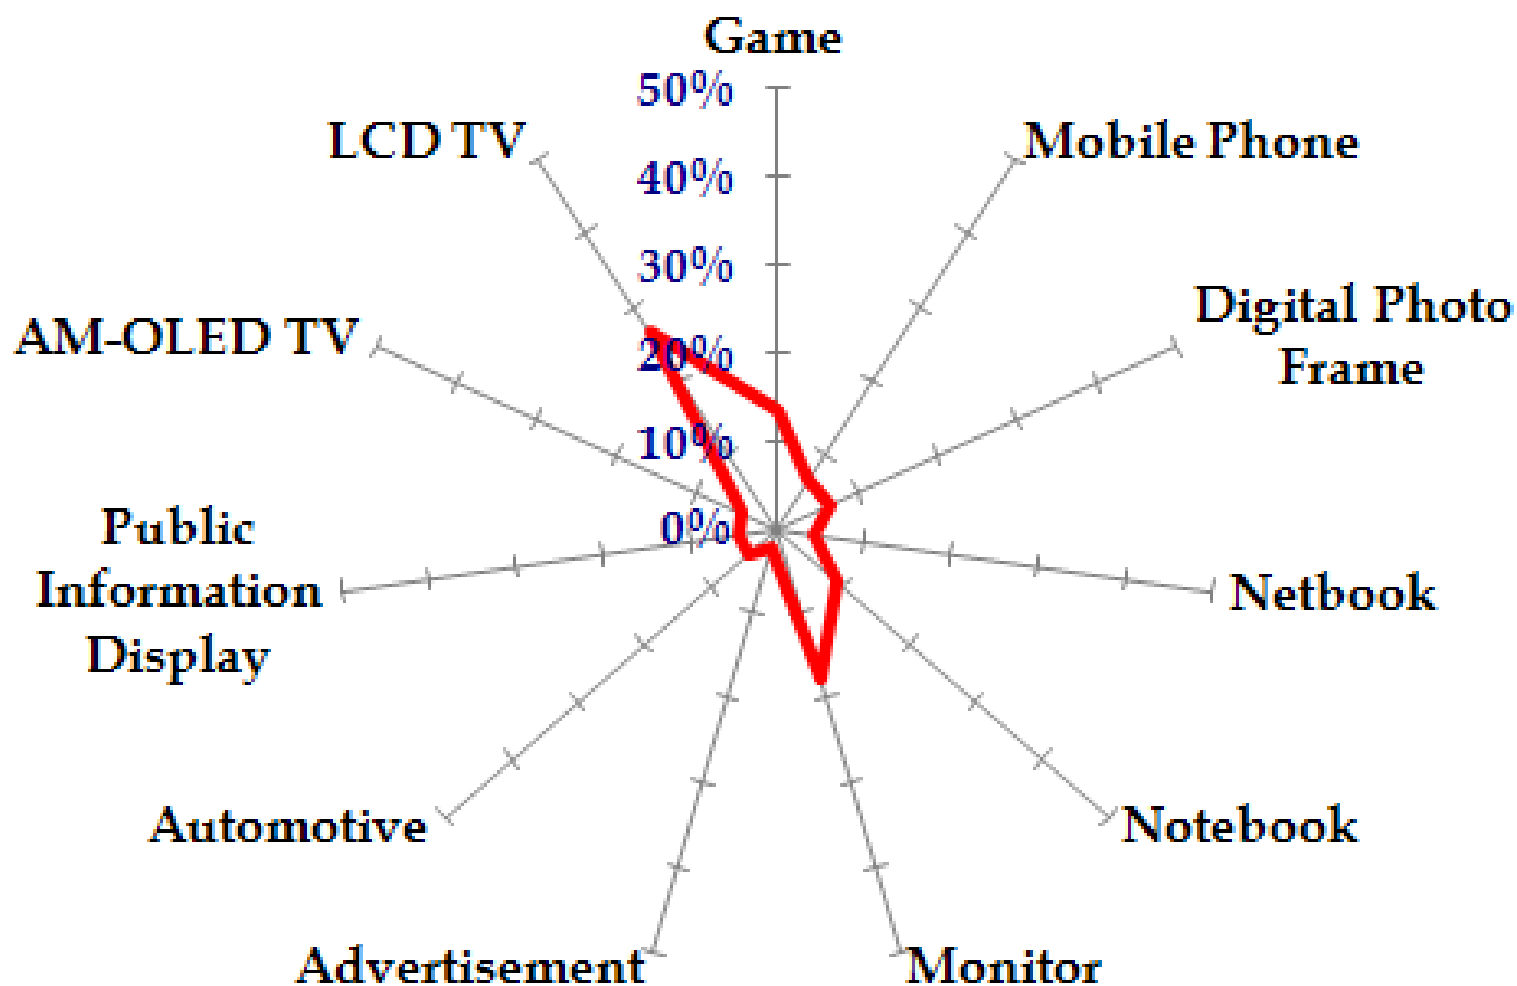 Game
50%
LCD TV
Mobile Phone
40%
30%
Digital Photo
Frame
AM-OLED TV
20%
10%
Public
Information
Display
0%
Netbook
Automotive
Notebook
Advertisement
Monitor